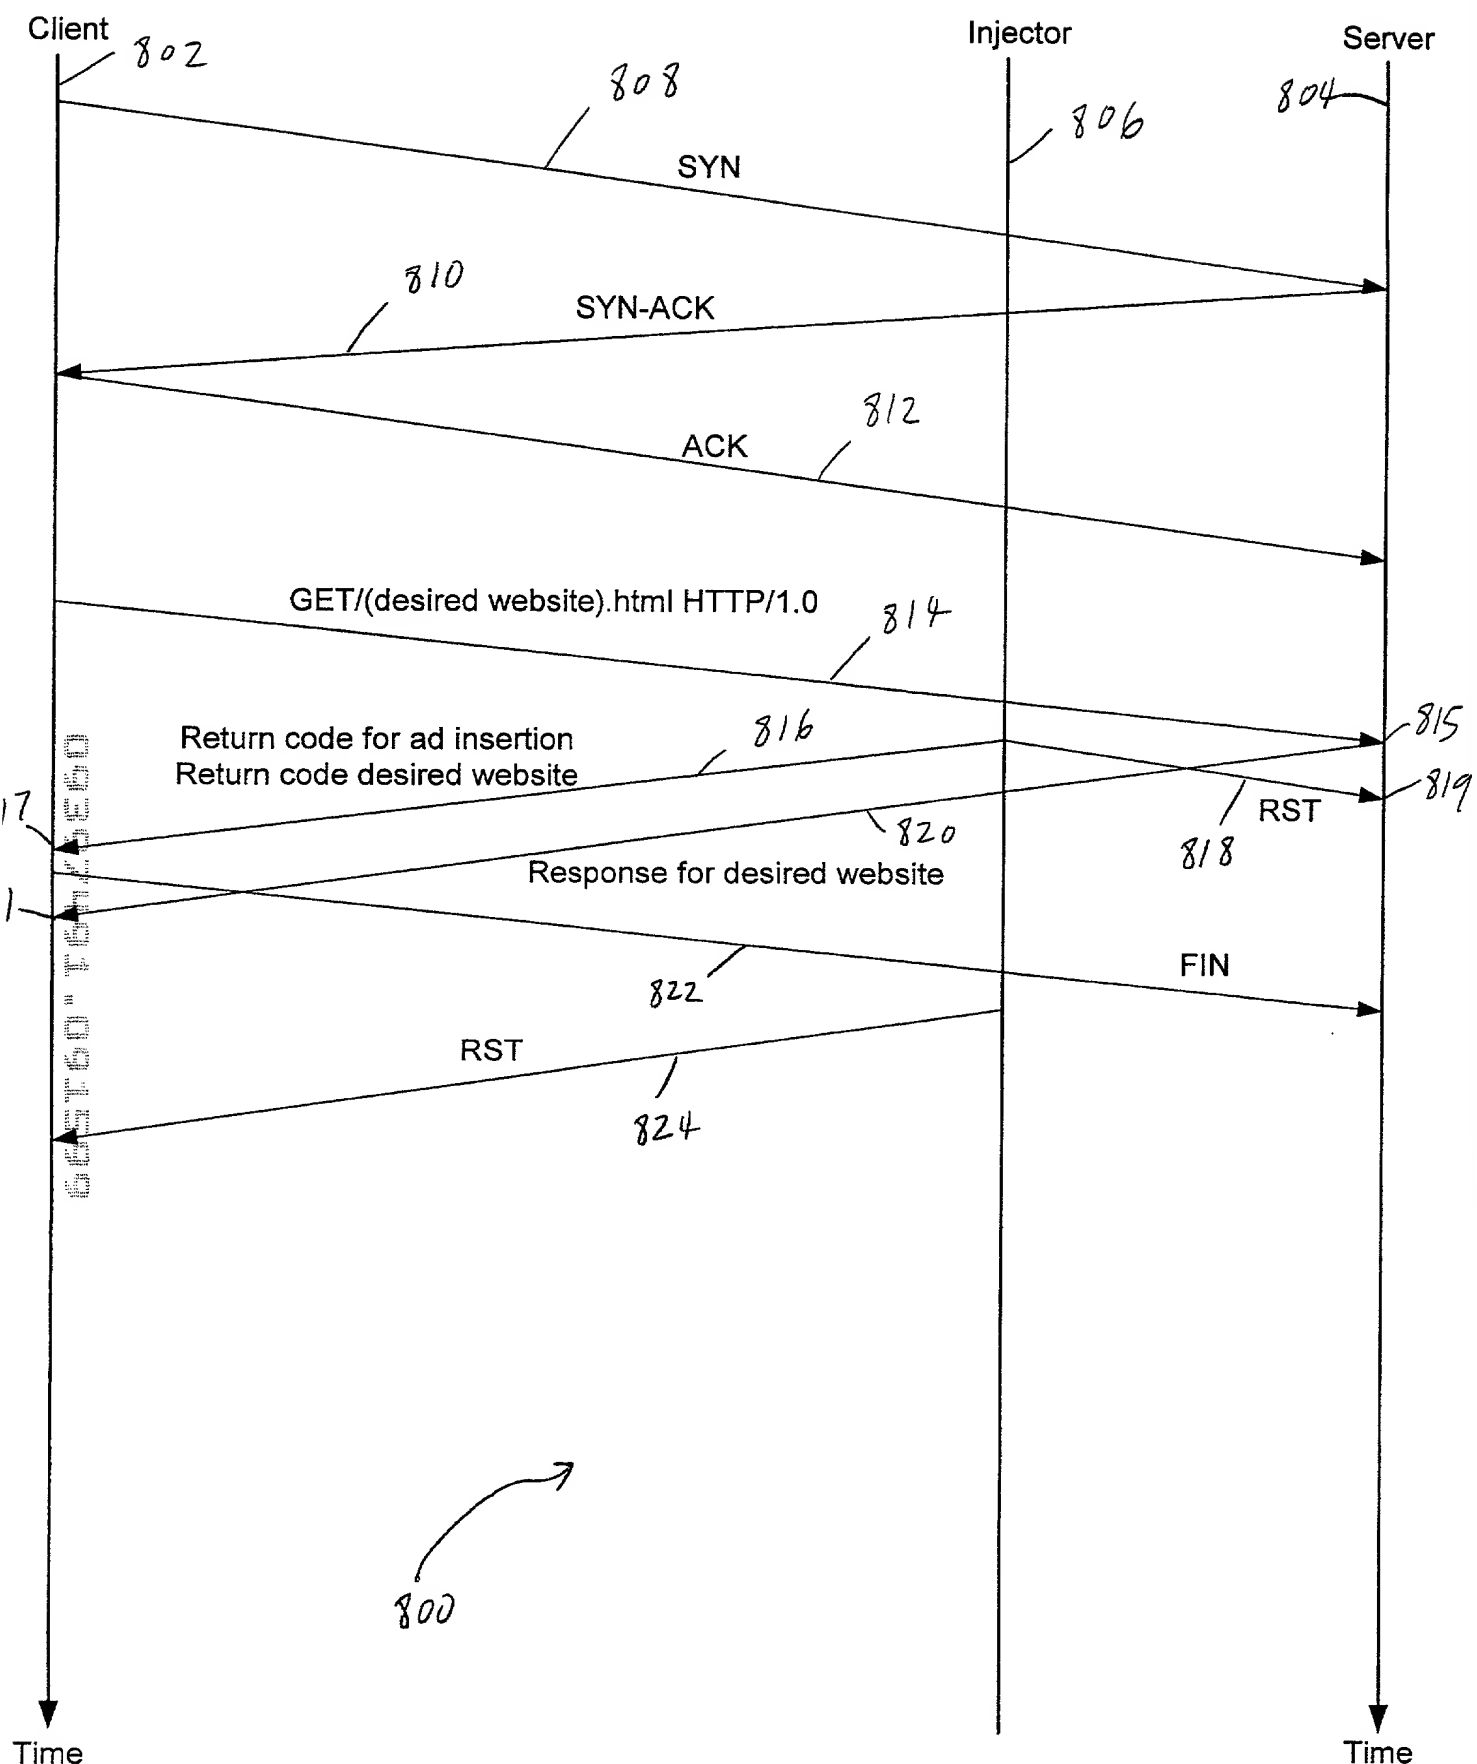 Client
Injector
Server
802
808
804
806
SYN
810
SYN-ACK
812
ACK
GET/(desired website).html HTTP/1.0
814
815
816
Return code for ad insertion
Return code desired website
819
17
RST
818
820
Response for desired website
1
FIN
822
RST
824
800
Time
Time